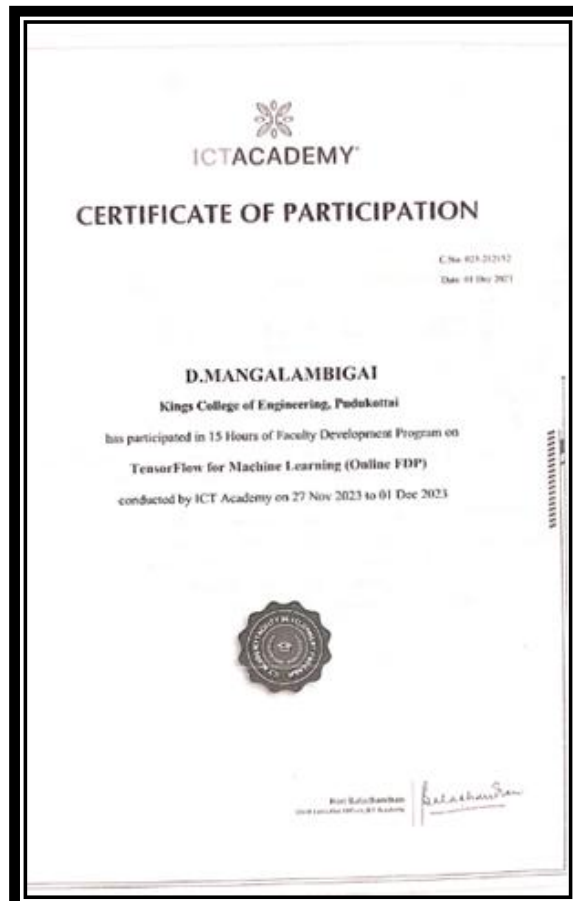 ICTACADEMY
CERTIFICATE OF PARTICIPATION
D.MANGALAMBIGAI
Kings College of Engineering, Pudukottai
has participated in 15 Hours of Faculty Development Program on
TensorFlow for Machine Learning (Online FDP)
conducted by ICT Academy on 27 Nov 2023 to 01 Dec 2023